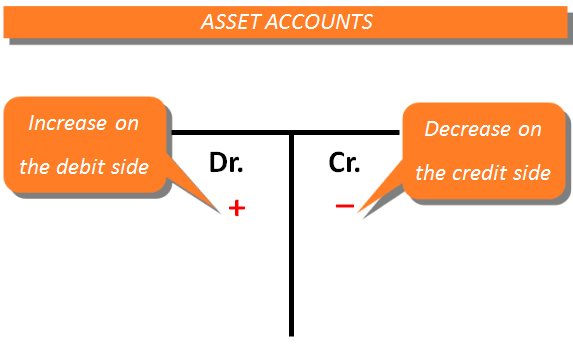 ASSET ACCOUNTS
Increase on
the debit side
Decrease on
the credit side
Dr.
Cr.
+
−